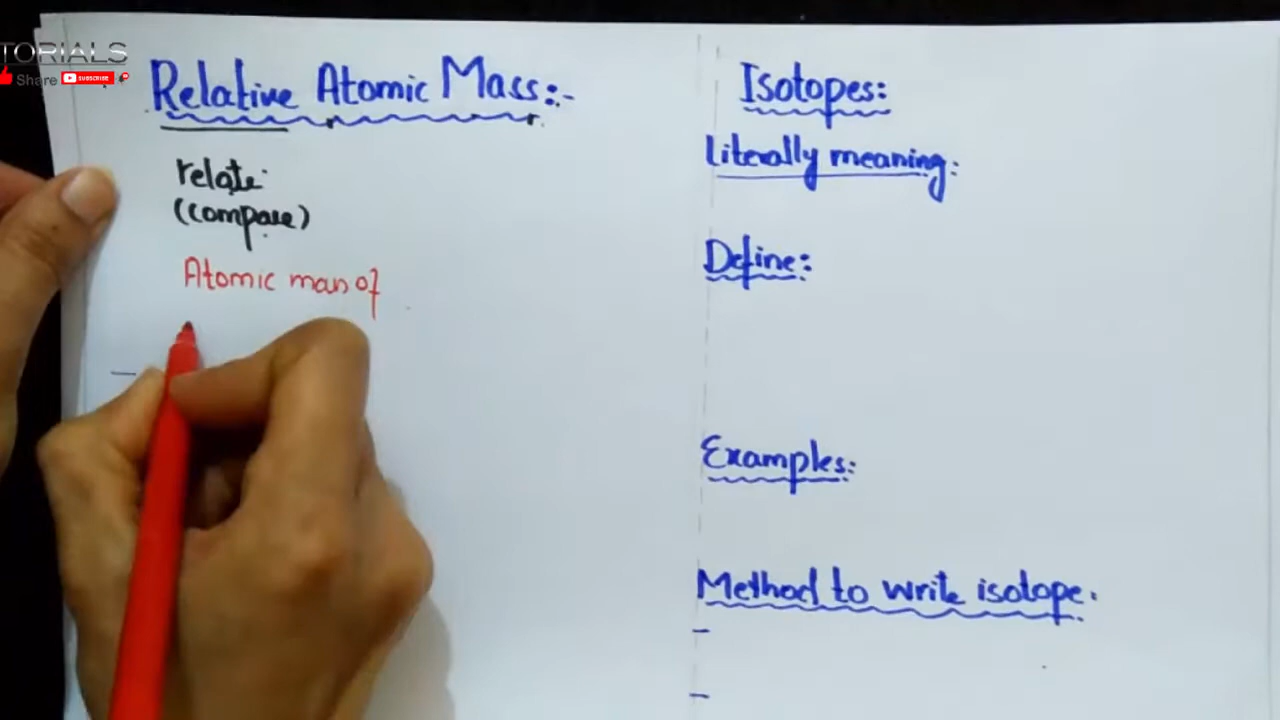 TORIALS
Share SUBSCRIBE
Relative Atomic Mass:-
relate
(compare)
Atomic mass of
Isotopes:
Literally meaning:
Define:
Examples:
Method to write isotope.